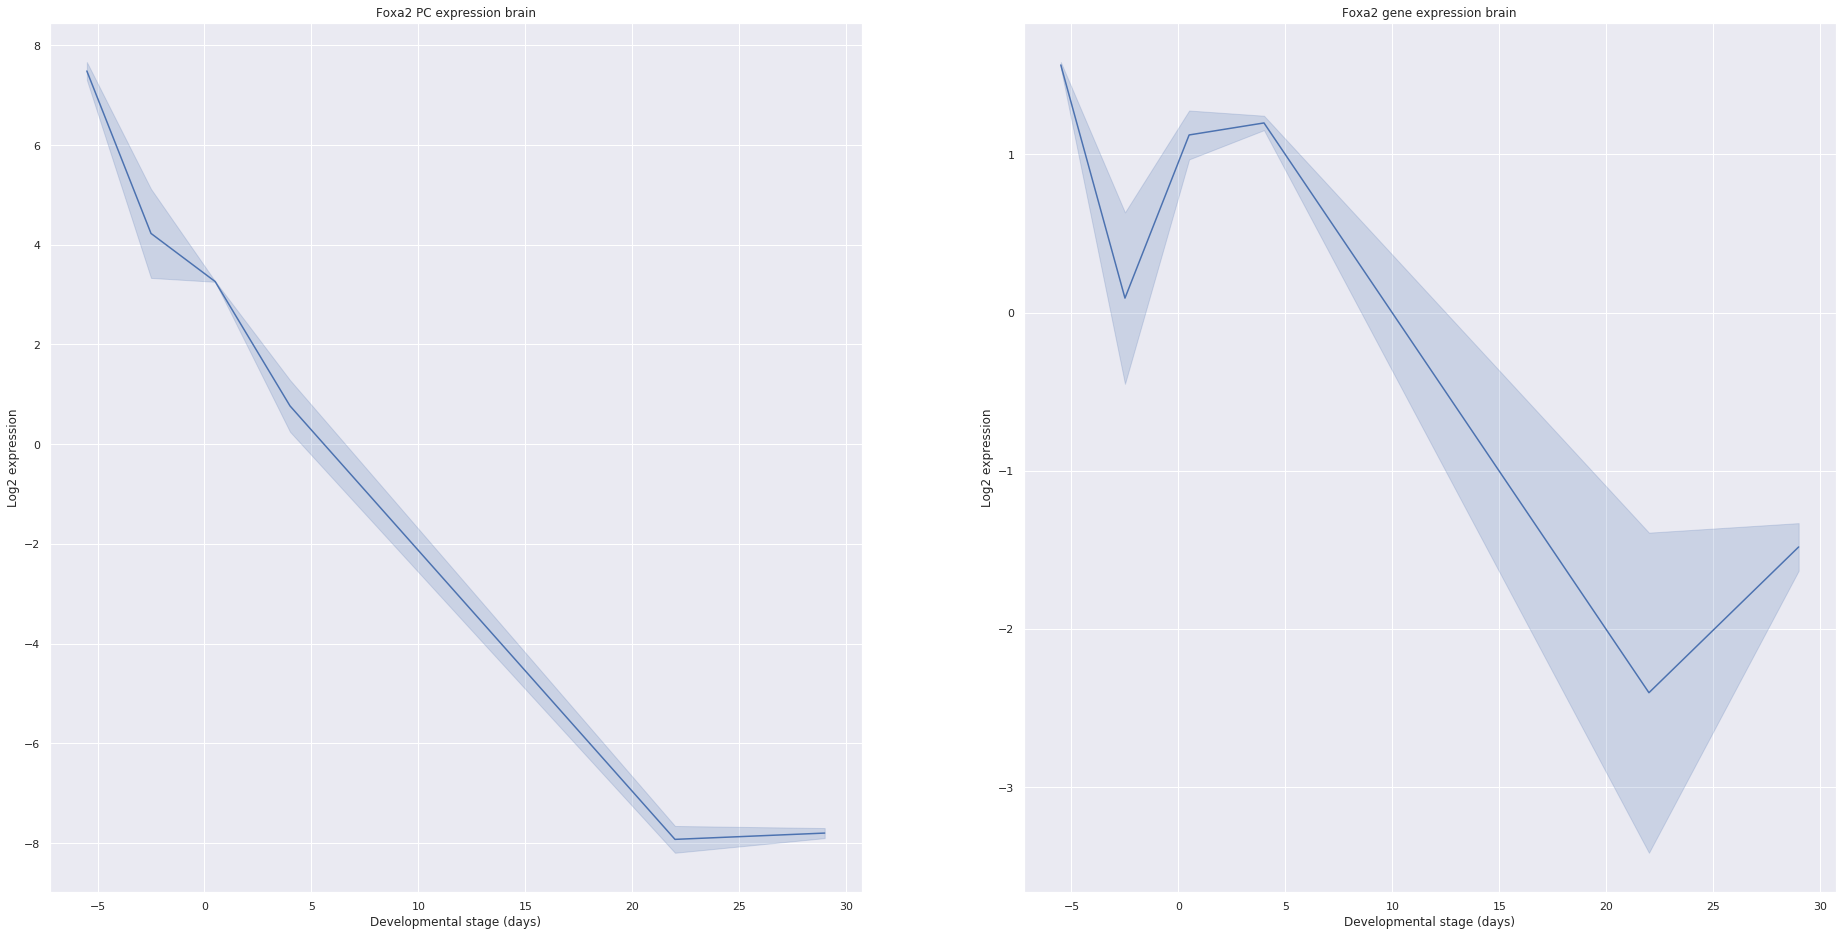 Foxa2 PC expression brain
8
6
4
2
0
−2
−4
−6
−8
Log2 expression
−5 0 5 10 15 20 25 30
Developmental stage (days)
Foxa2 gene expression brain
1
0
−1
−2
−3
Log2 expression
−5 0 5 10 15 20 25 30
Developmental stage (days)